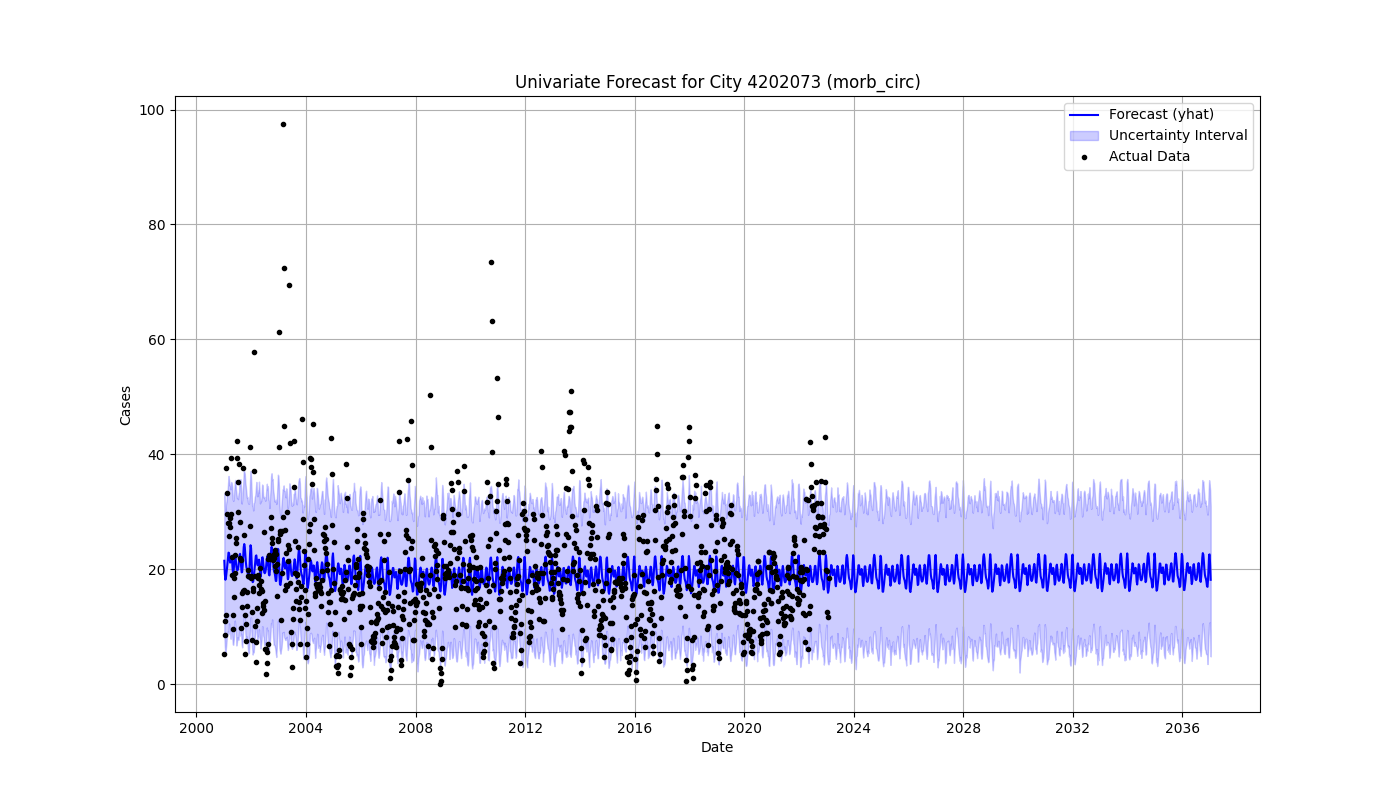 Univariate Forecast for City 4202073 (morb_circ)
Forecast (yhat)
Uncertainty Interval
Actual Data
100
80
60
40
20
0
Cases
2000 2004 2008 2012 2016 2020 2024 2028 2032 2036
Date